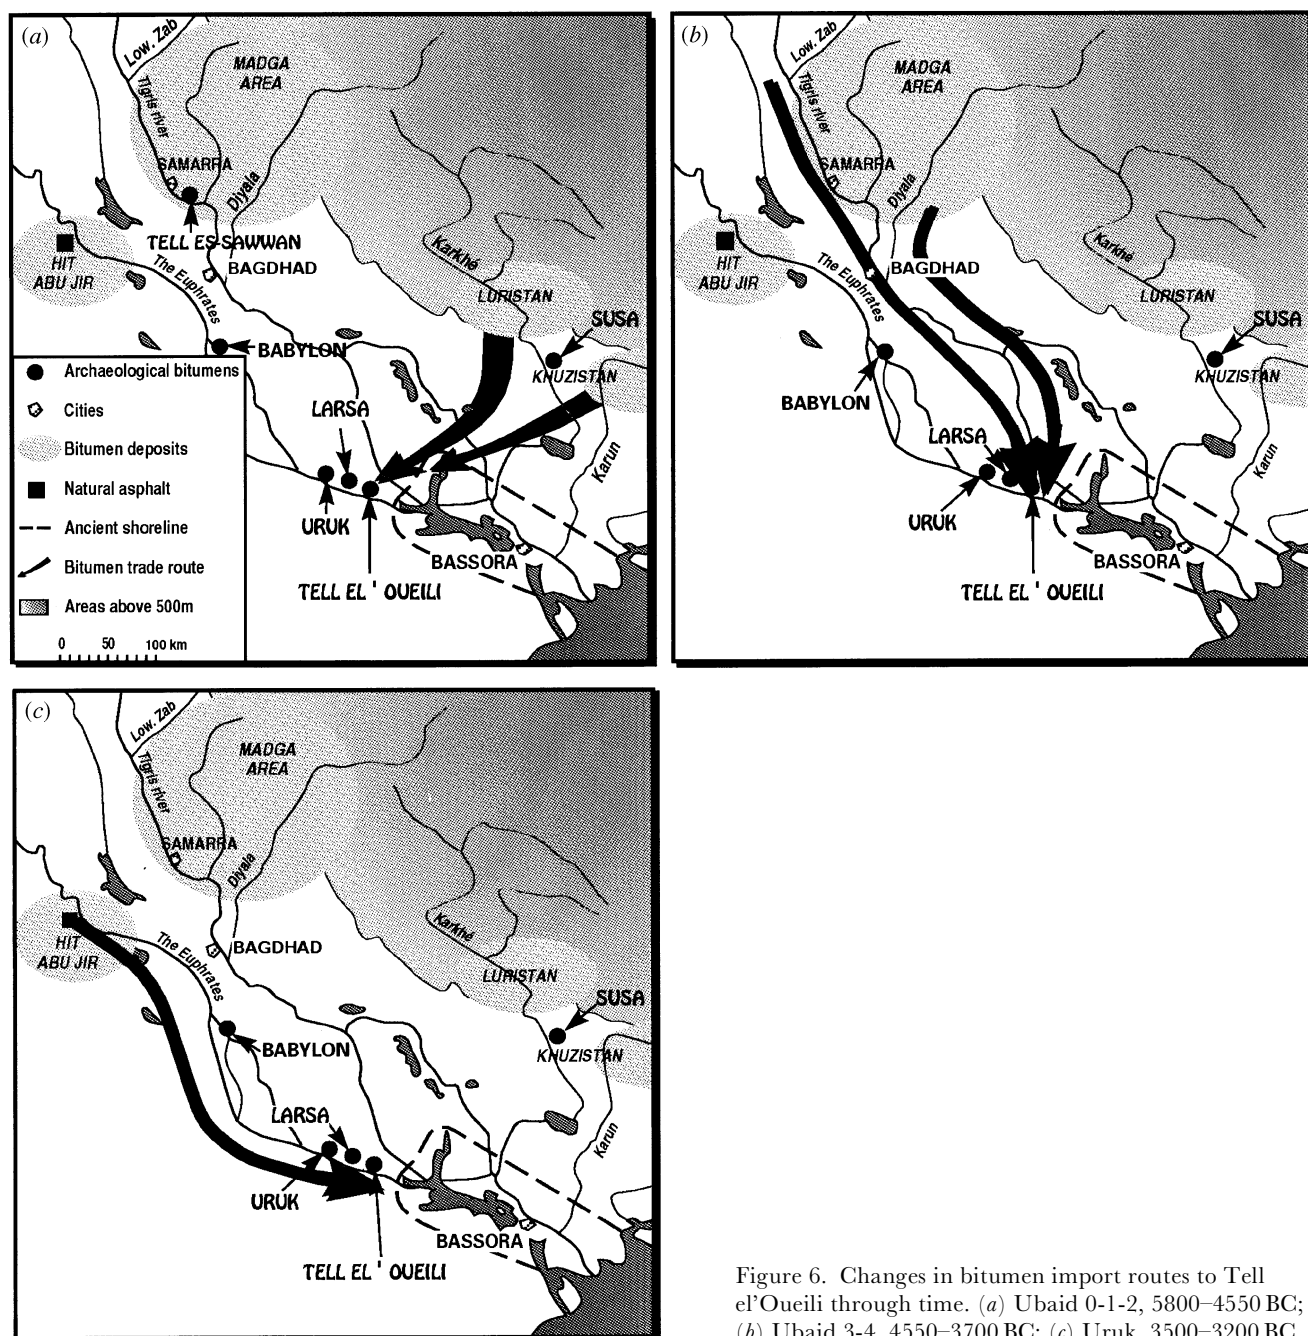 (a)
Low. Zab
MADGA
AREA
Tigris river
SAMARRA
Diyala
TELL ES-SAWWAN
HIT
ABU JIR
The Euphrates
BAGDHAD
Karkhé
LURISTAN
SUSA
BABYLON
KHUZISTAN
LARSA
Karun
URUK
BASSORA
TELL EL ' OUEILI
Archaeological bitumens
Cities
Bitumen deposits
Natural asphalt
Ancient shoreline
Bitumen trade route
Areas above 500m
0 50 100 km
(b)
Low. Zab
MADGA
AREA
Tigris river
SAMARRA
Diyala
HIT
ABU JIR
The Euphrates
BAGDHAD
Karkhé
LURISTAN
SUSA
KHUZISTAN
BABYLON
LARSA
Karun
URUK
BASSORA
TELL EL ' OUEILI
(c)
Low. Zab
MADGA
AREA
Tigris river
SAMARRA
Diyala
HIT
ABU JIR
The Euphrates
BAGDHAD
Karkhé
LURISTAN
SUSA
BABYLON
KHUZISTAN
LARSA
Karun
URUK
BASSORA
TELL EL ' OUEILI
Figure 6. Changes in bitumen import routes to Tell
el'Oueili through time. (a) Ubaid 0-1-2, 5800–4550 BC;
(b) Ubaid 3-4, 4550–3700 BC; (c) Uruk, 3500–3200 BC